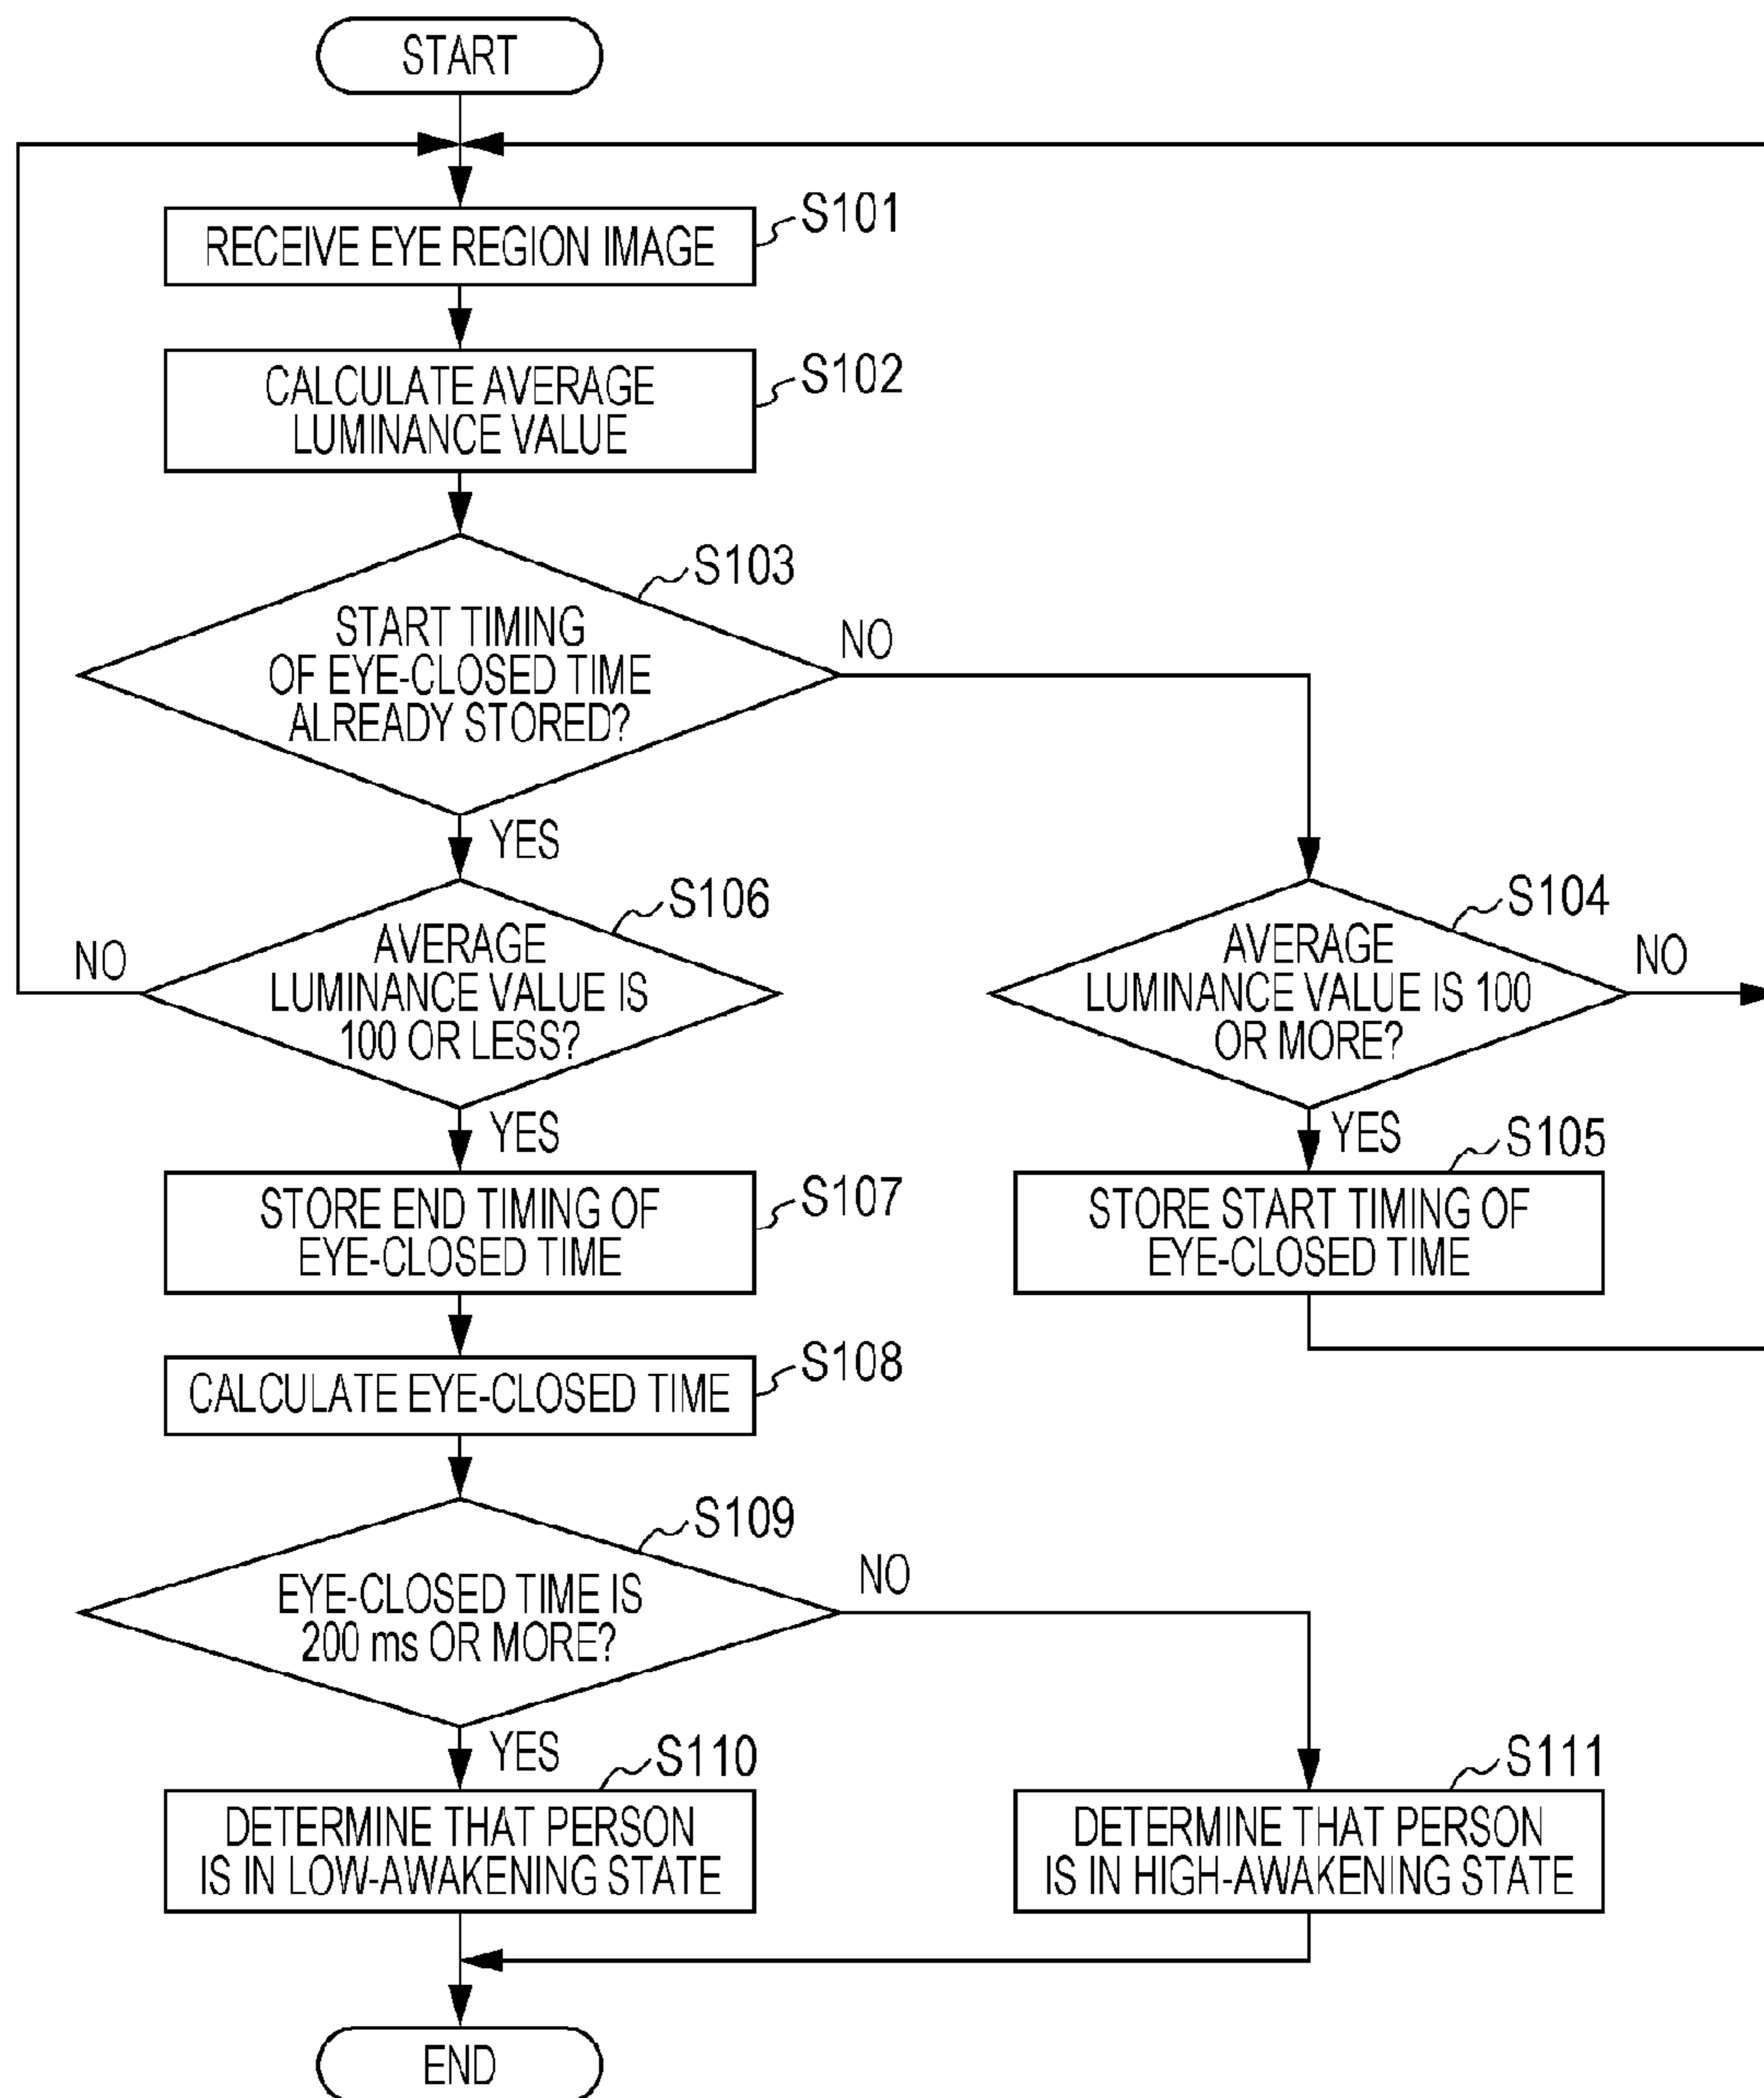 START
S101
RECEIVE EYE REGION IMAGE
S102
CALCULATE AVERAGE
LUMINANCE VALUE
S103
START TIMING
OF EYE-CLOSED TIME
ALREADY STORED?
NO
YES
S106
AVERAGE
LUMINANCE VALUE IS
100 OR LESS?
NO
YES
S104
AVERAGE
LUMINANCE VALUE IS 100
OR MORE?
NO
YES
S105
STORE START TIMING OF
EYE-CLOSED TIME
S107
STORE END TIMING OF
EYE-CLOSED TIME
S108
CALCULATE EYE-CLOSED TIME
S109
EYE-CLOSED TIME IS
200 ms OR MORE?
NO
YES
S110
DETERMINE THAT PERSON
IS IN LOW-AWAKENING STATE
S111
DETERMINE THAT PERSON
IS IN HIGH-AWAKENING STATE
END